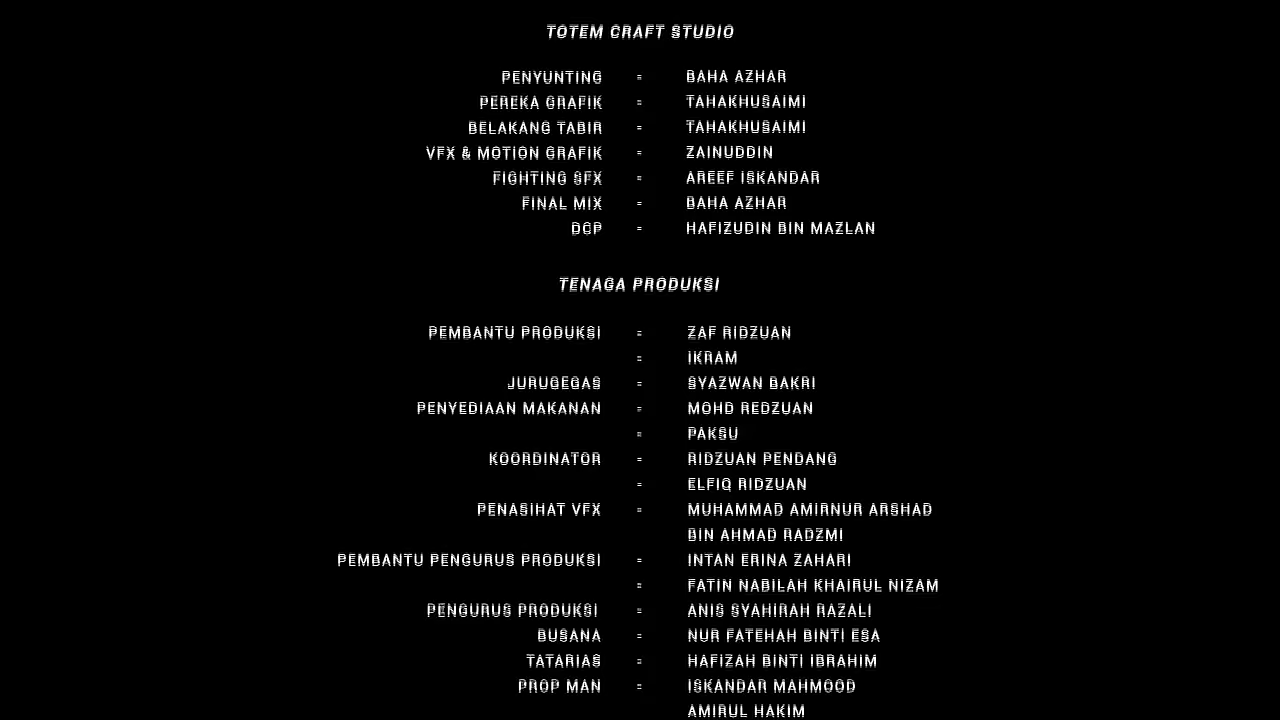 TOTEM CRAFT STUDIO
PENYUNTING - BAHA AZHAR
PEREKA GRAFIK - TAHAKHUSAIMI
BELAKANG TABIR - TAHAKHUSAIMI
VFX & MOTION GRAFIK - ZAINUDDIN
FIGHTING SFX - AREEF ISKANDAR
FINAL MIX - BAHA AZHAR
DCP - HAFIZUDIN BIN MAZLAN
TENAGA PRODUKSI
PEMBANTU PRODUKSI - ZAF RIDZUAN
- IKRAM
JURUGEGAS - SYAZWAN BAKRI
PENYEDIAAN MAKANAN - MOHD REDZUAN
- PAKSU
KOORDINATOR - RIDZUAN PENDANG
- ELFIQ RIDZUAN
PENASIHAT VFX - MUHAMMAD AMIRNUR ARSHAD
BIN AHMAD RADZMI
PEMBANTU PENGURUS PRODUKSI - INTAN ERINA ZAHARI
- FATIN NABILAH KHAIRUL NIZAM
PENGURUS PRODUKSI - ANIS SYAHIRAH RAZALI
BUSANA - NUR FATEHAH BINTI ESA
TATARIAS - HAFIZAH BINTI IBRAHIM
PROP MAN - ISKANDAR MAHMOOD
AMIRUL HAKIM